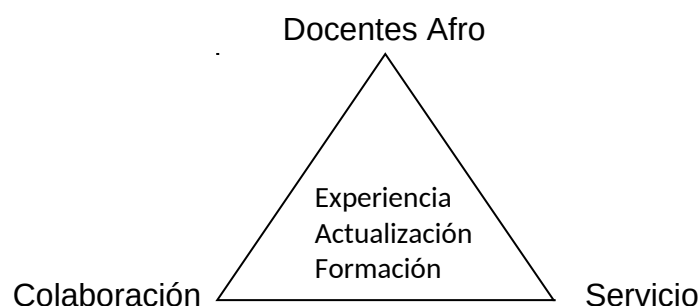 Docentes Afro
Experiencia
Actualización
Formación
Colaboración
Servicio